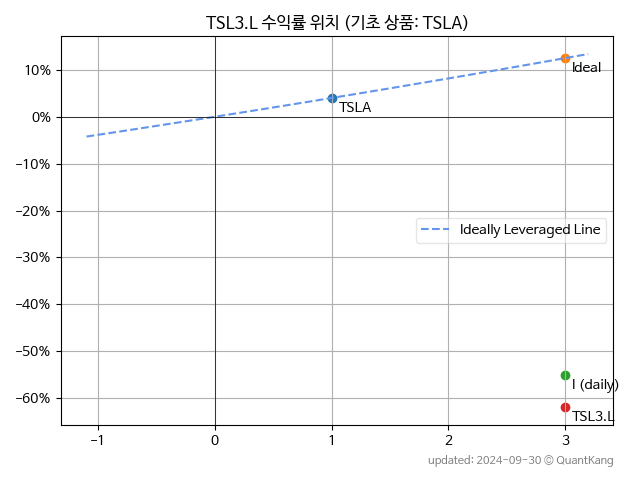 TSL3.L 수익률 위치 (기초 상품: TSLA)
10%
0%
−10%
−20%
−30%
−40%
−50%
−60%
Ideal
TSLA
Ideally Leveraged Line
I (daily)
TSL3.L
−1
0
1
2
3
updated: 2024-09-30 © QuantKang